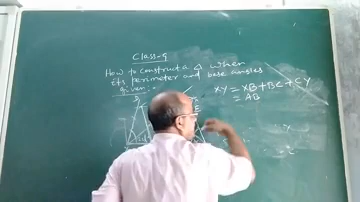 Class-9
How to construct a △ when
its perimeter and base angles
given :-
XY = XB + BC + CY
= AB